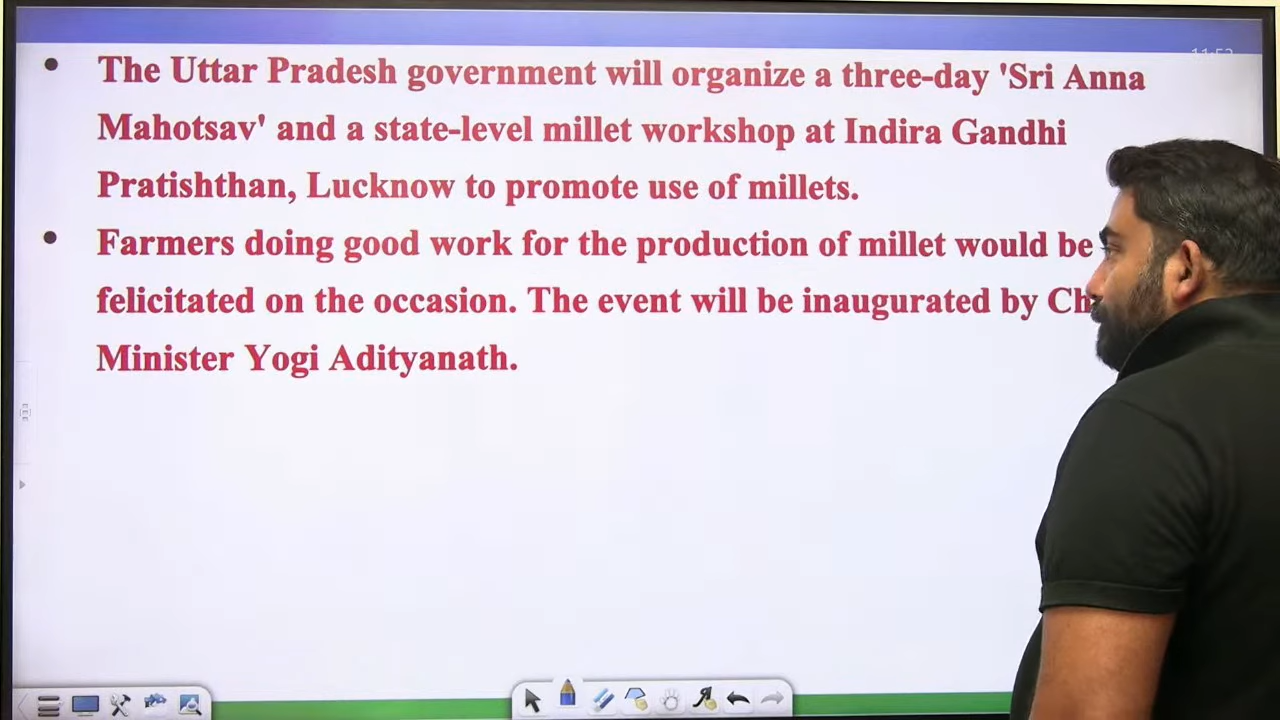 11:52
The Uttar Pradesh government will organize a three-day 'Sri Anna
Mahotsav' and a state-level millet workshop at Indira Gandhi
Pratishthan, Lucknow to promote use of millets.
Farmers doing good work for the production of millet would be
felicitated on the occasion. The event will be inaugurated by
Minister Yogi Adityanath.